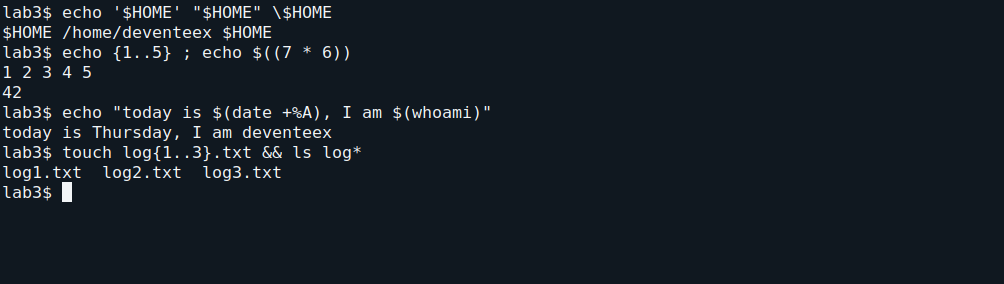 lab3$ echo '$HOME' "$HOME" \$HOME
$HOME /home/deventeex $HOME
lab3$ echo {1..5} ; echo $((7 * 6))
1 2 3 4 5
42
lab3$ echo "today is $(date +%A), I am $(whoami)"
today is Thursday, I am deventeex
lab3$ touch log{1..3}.txt && ls log*
log1.txt  log2.txt  log3.txt
lab3$